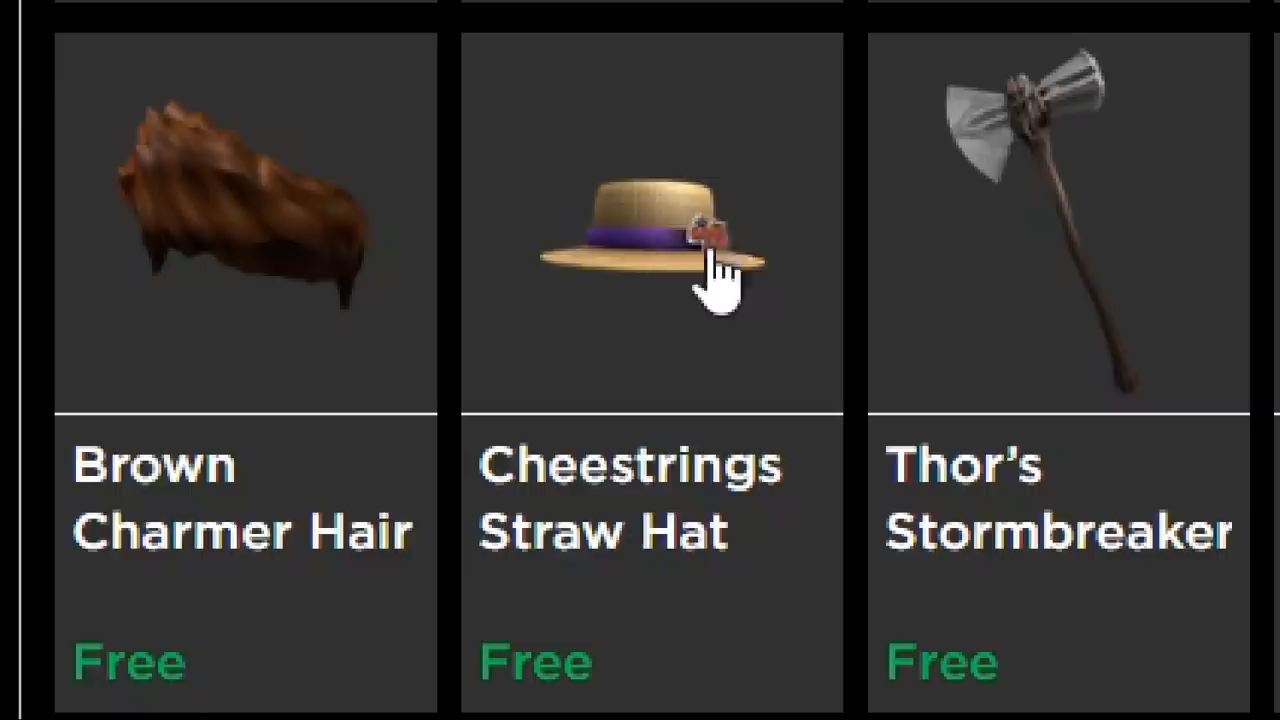 Brown
Charmer Hair
Free
Cheestrings
Straw Hat
Free
Thor's
Stormbreaker
Free